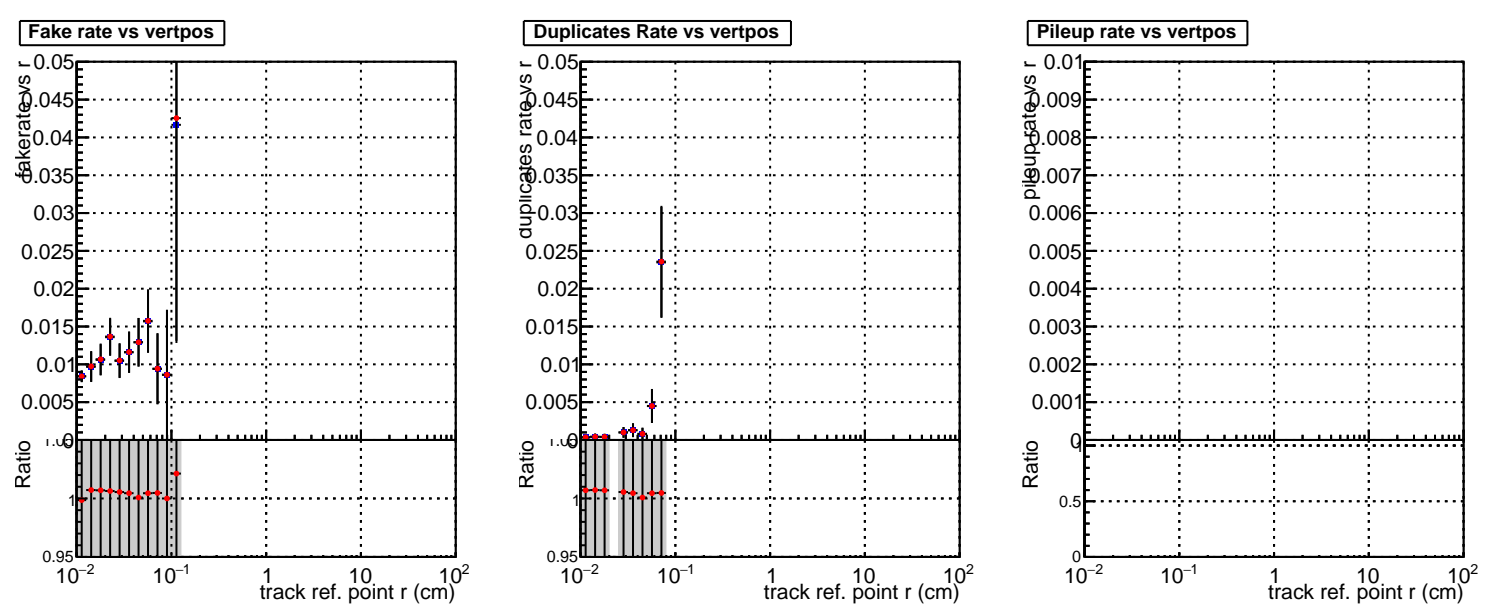 Fake rate vs vertpos
fakerate vs r
0.05
0.045
0.04
0.035
0.03
0.025
0.02
0.015
0.01
0.005
0
Ratio
1
0.95
10⁻² 10⁻¹ 1 10 10²
track ref. point r (cm)
Duplicates Rate vs vertpos
duplicates rate vs r
0.05
0.045
0.04
0.035
0.03
0.025
0.02
0.015
0.01
0.005
0
Ratio
1
0.95
10⁻² 10⁻¹ 1 10 10²
track ref. point r (cm)
Pileup rate vs vertpos
pileup rate vs r
0.01
0.009
0.008
0.007
0.006
0.005
0.004
0.003
0.002
0.001
0
Ratio
1
0.5
0
10⁻² 10⁻¹ 1 10 10²
track ref. point r (cm)